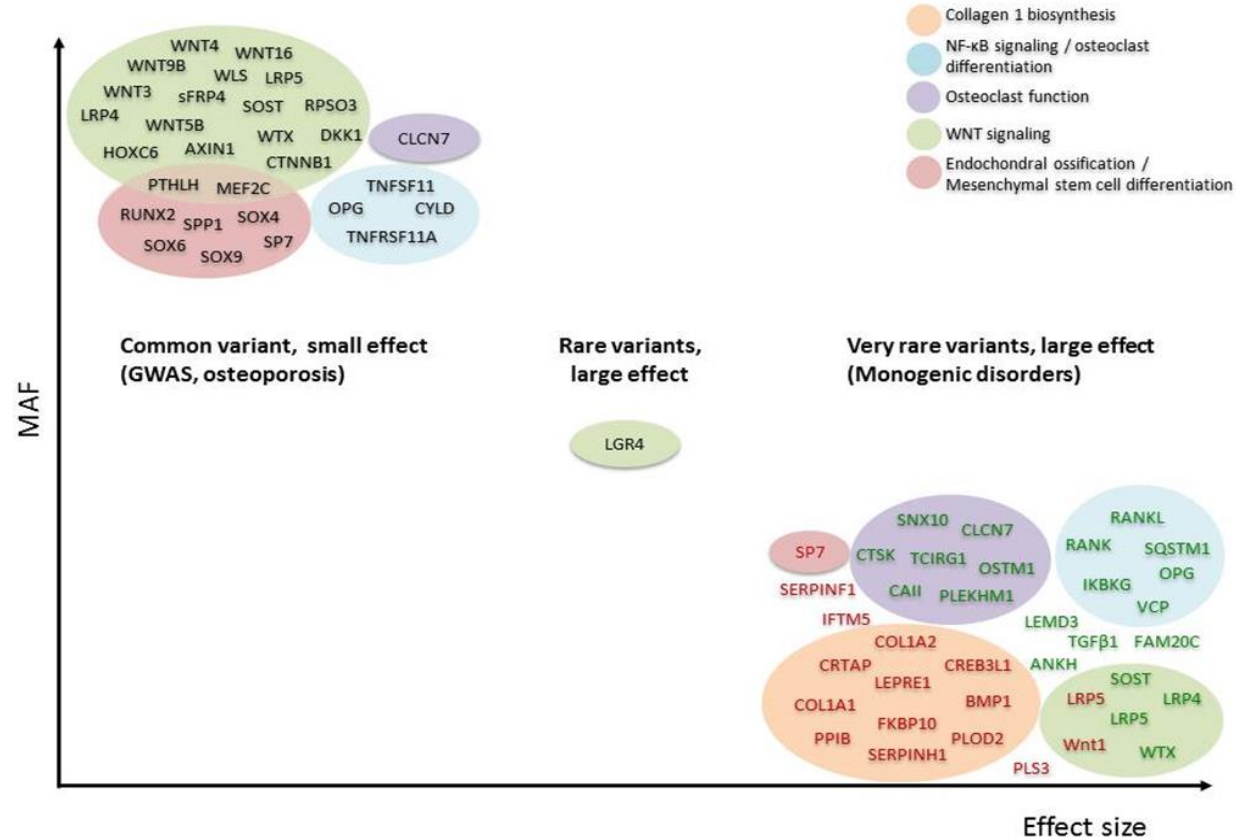 Collagen 1 biosynthesis
NF-κB signaling / osteoclast
differentiation
Osteoclast function
WNT signaling
Endochondral ossification /
Mesenchymal stem cell differentiation
WNT4
WNT16
WNT9B
WLS
LRP5
WNT3
sFRP4
SOST
RPSO3
LRP4
WNT5B
WTX
DKK1
HOXC6
AXIN1
CTNNB1
CLCN7
PTHLH
MEF2C
RUNX2
SPP1
SOX4
SOX6
SOX9
SP7
TNFSF11
OPG
CYLD
TNFRSF11A
Common variant, small effect
(GWAS, osteoporosis)
Rare variants,
large effect
Very rare variants, large effect
(Monogenic disorders)
MAF
LGR4
SP7
SERPINF1
IFTM5
SNX10
CLCN7
CTSK
TCIRG1
OSTM1
CAII
PLEKHM1
RANKL
RANK
SQSTM1
OPG
IKBKG
VCP
LEMD3
TGFβ1
FAM20C
ANKH
COL1A2
CRTAP
CREB3L1
LEPRE1
COL1A1
BMP1
FKBP10
PPIB
PLOD2
SERPINH1
PLS3
SOST
LRP5
LRP4
LRP5
Wnt1
WTX
Effect size